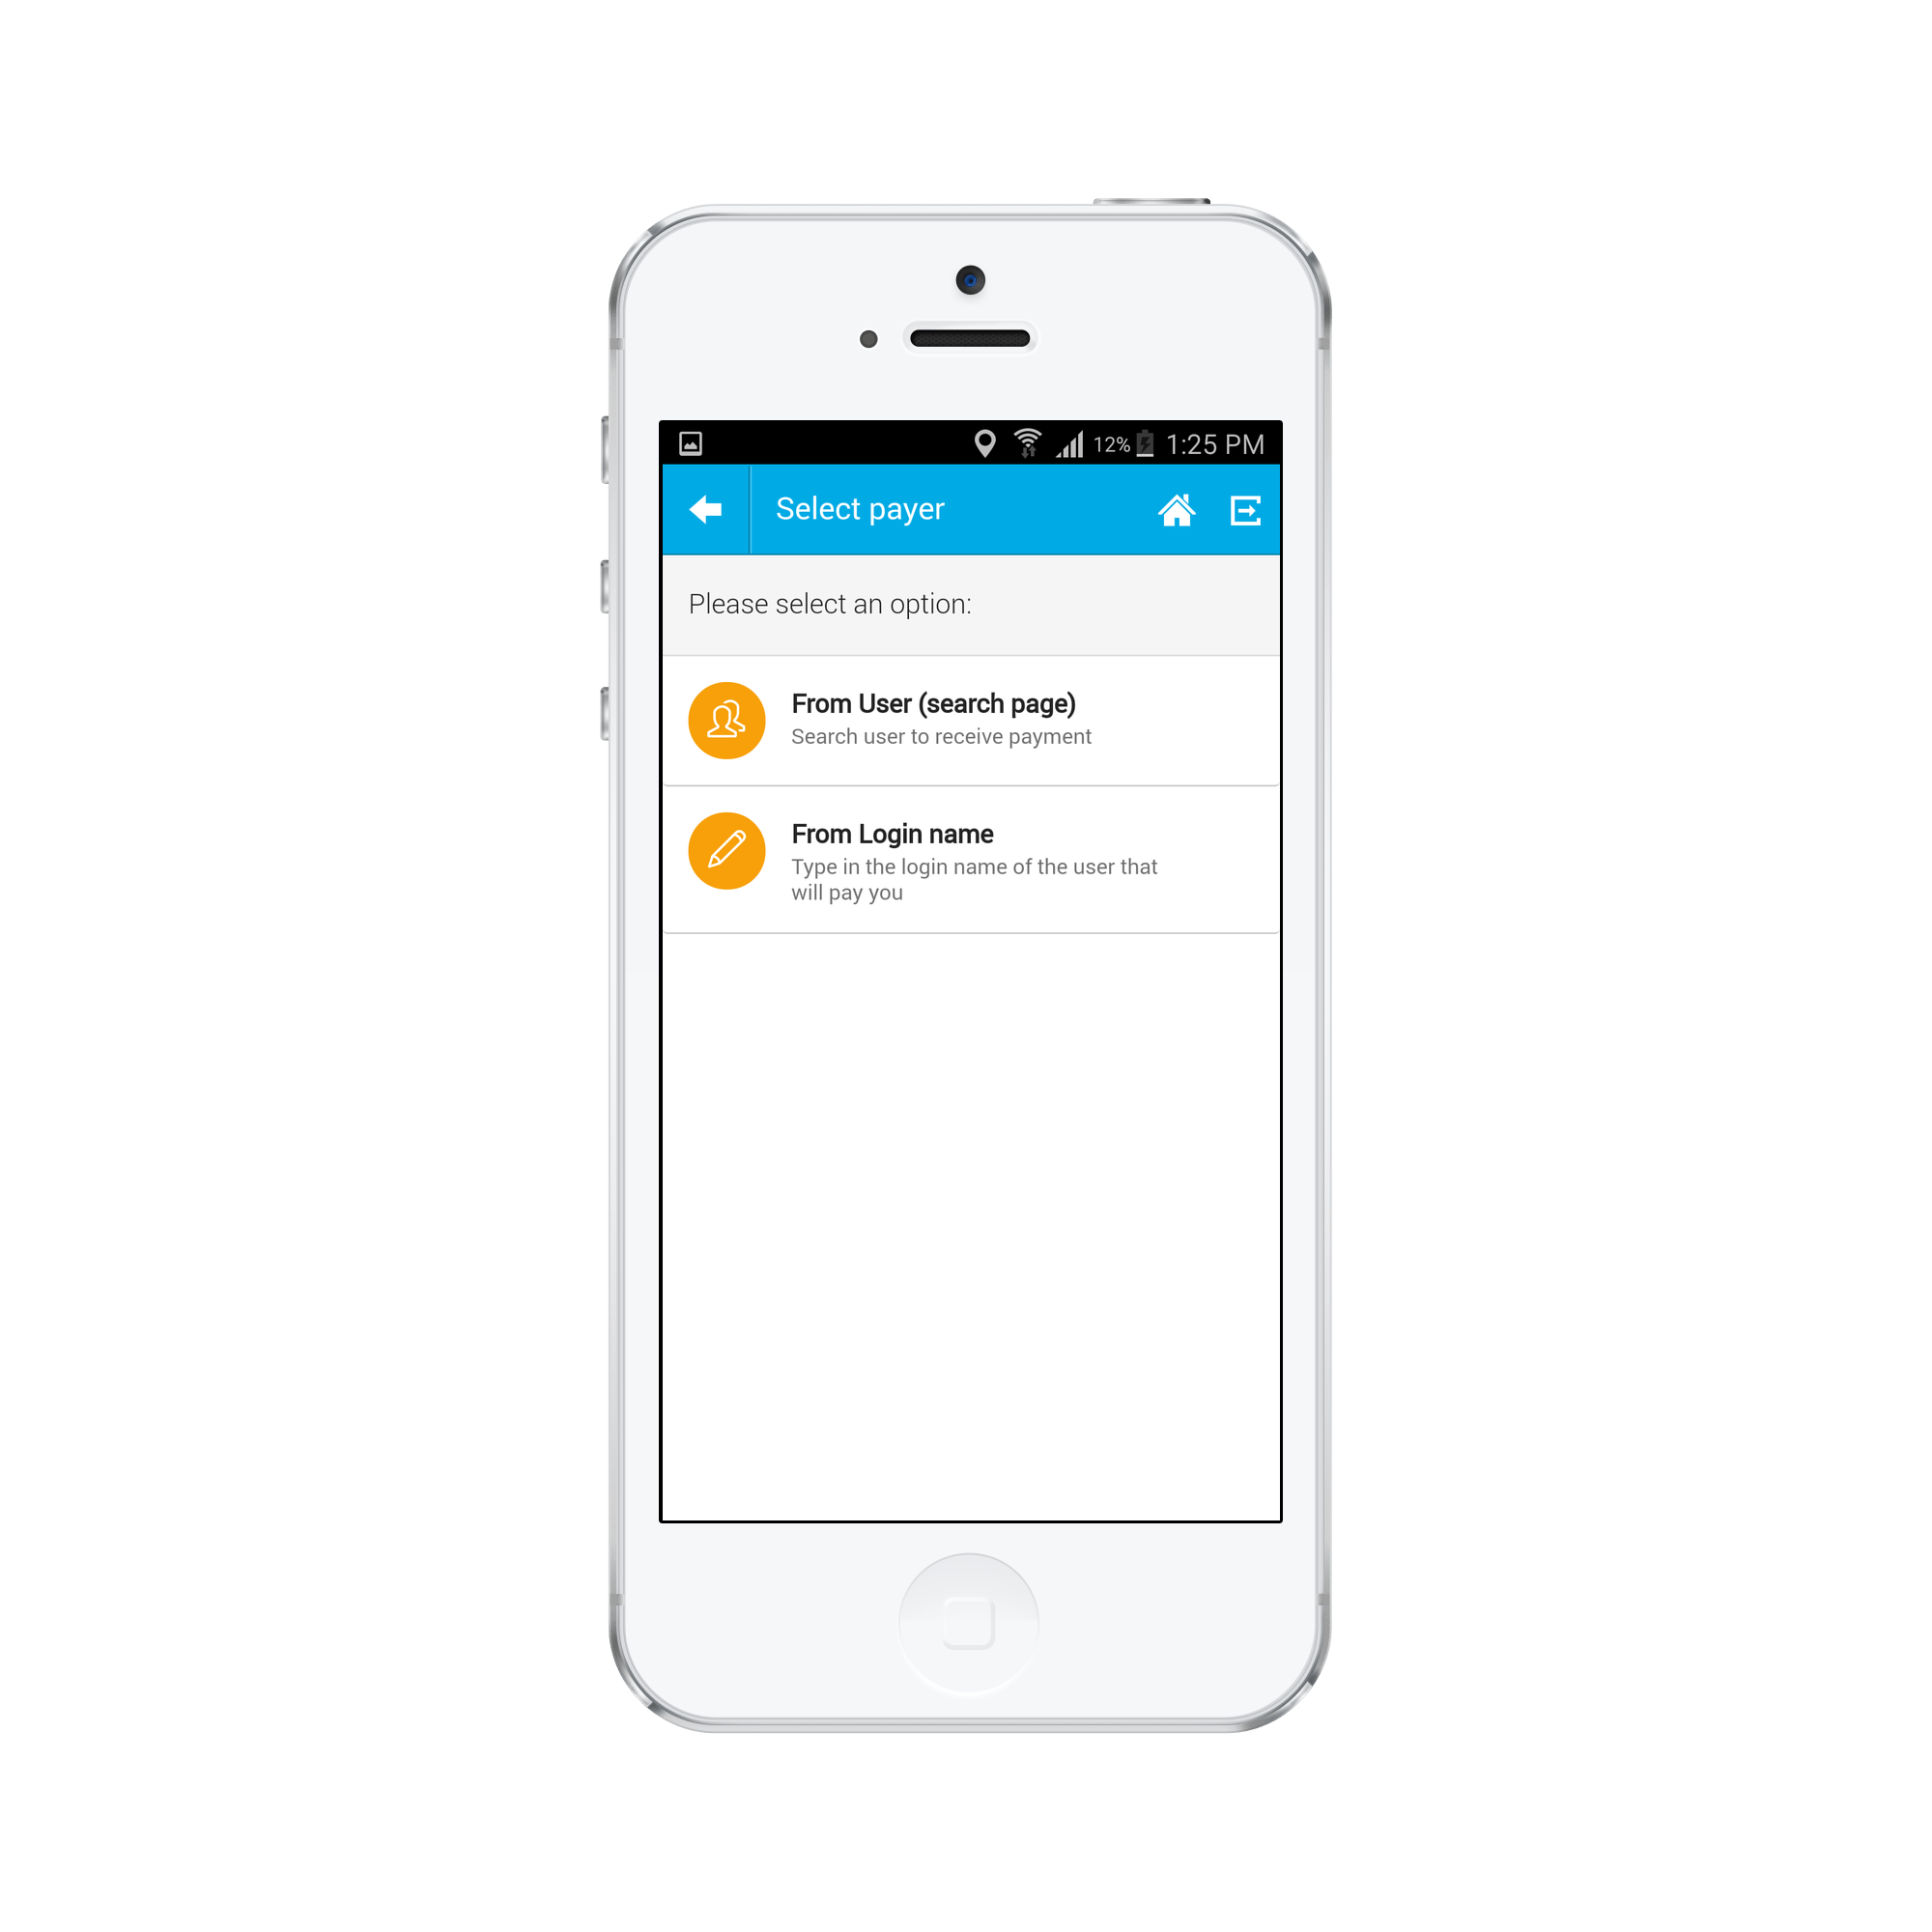 12% 1:25 PM
Select payer
Please select an option:
From User (search page)
Search user to receive payment
From Login name
Type in the login name of the user that
will pay you